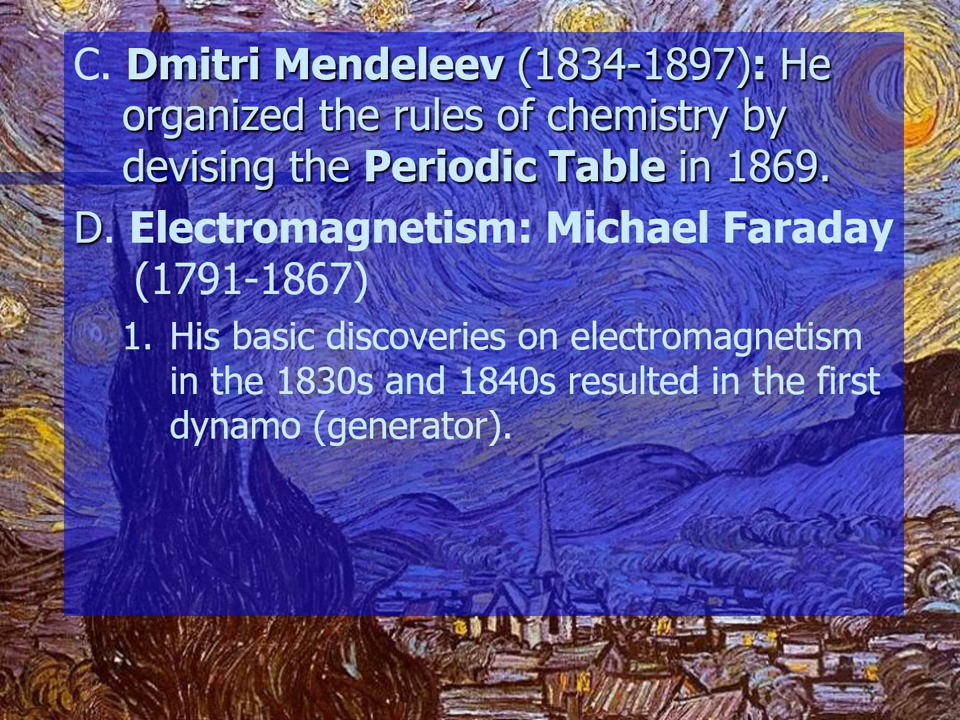 C. Dmitri Mendeleev (1834-1897): He
organized the rules of chemistry by
devising the Periodic Table in 1869.
D. Electromagnetism: Michael Faraday
(1791-1867)
1. His basic discoveries on electromagnetism
in the 1830s and 1840s resulted in the first
dynamo (generator).